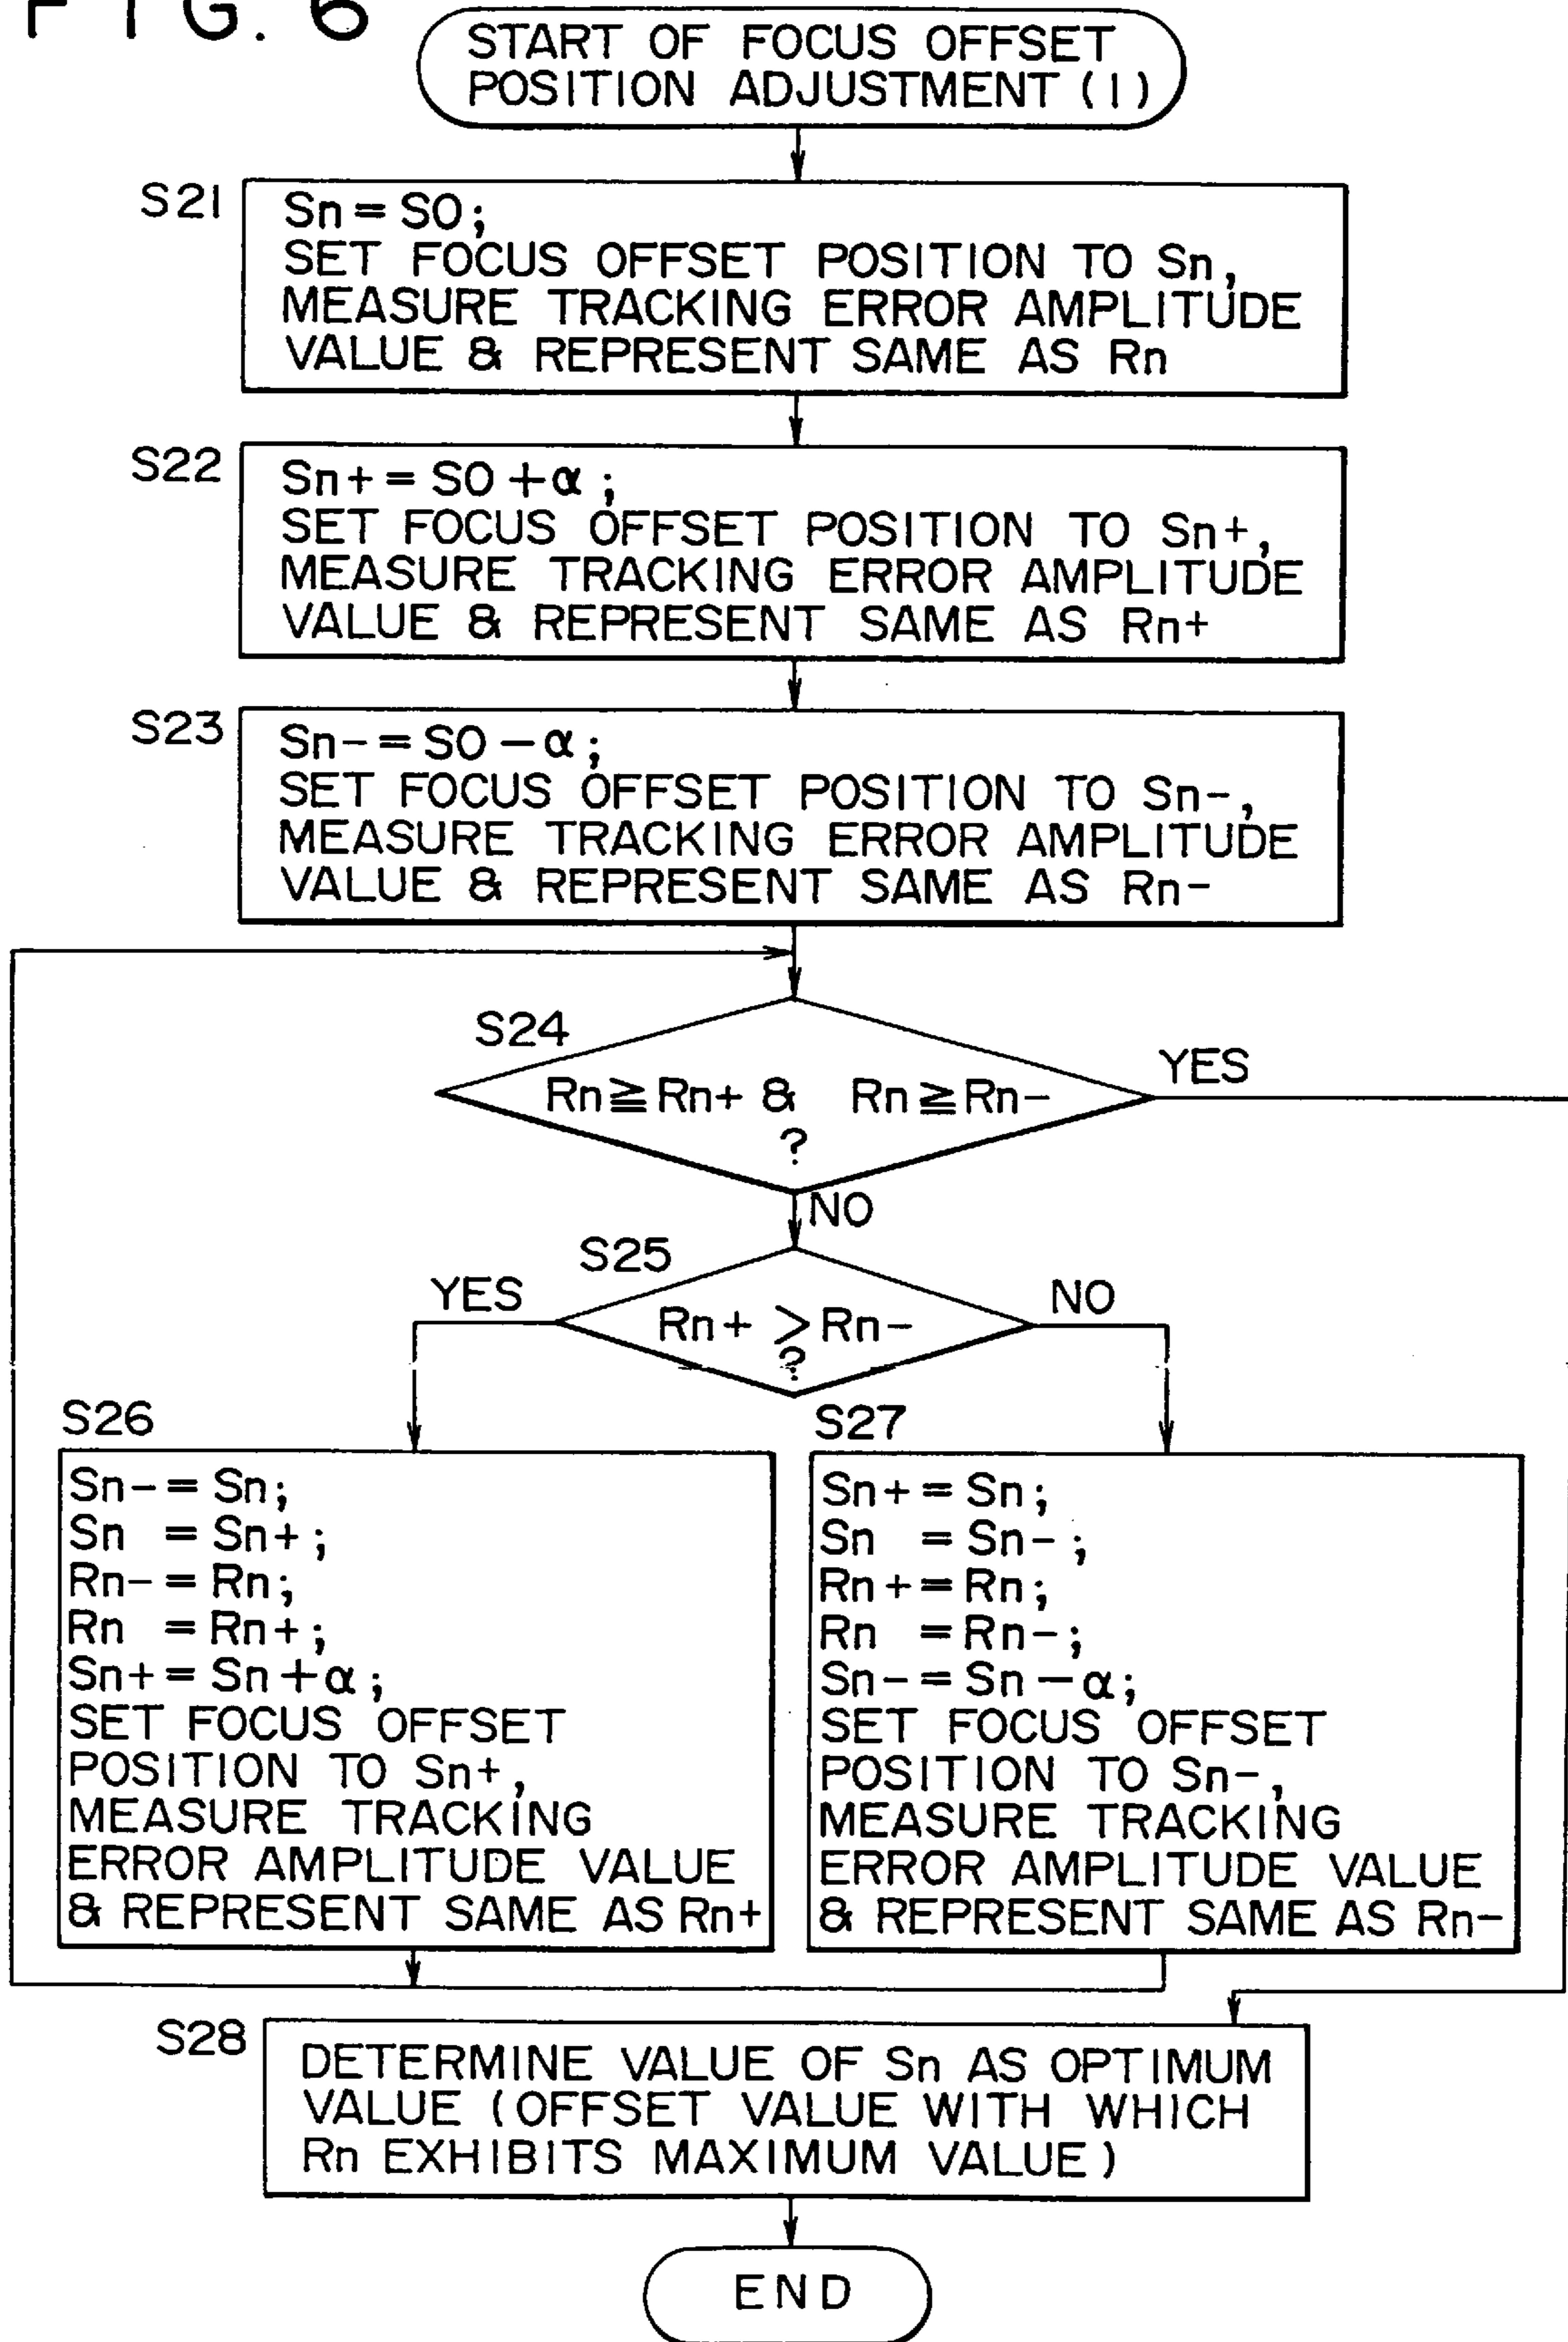 FIG. 6
START OF FOCUS OFFSET
POSITION ADJUSTMENT (1)
S21
Sn = S0;
SET FOCUS OFFSET POSITION TO Sn,
MEASURE TRACKING ERROR AMPLITUDE
VALUE & REPRESENT SAME AS Rn
S22
Sn+ = S0 + α ;
SET FOCUS OFFSET POSITION TO Sn+,
MEASURE TRACKING ERROR AMPLITUDE
VALUE & REPRESENT SAME AS Rn+
S23
Sn- = S0 - α ;
SET FOCUS OFFSET POSITION TO Sn-,
MEASURE TRACKING ERROR AMPLITUDE
VALUE & REPRESENT SAME AS Rn-
S24
YES
Rn ≧ Rn+ & Rn ≧ Rn-
?
NO
S25
YES
NO
Rn+ > Rn-
?
S26
Sn- = Sn;
Sn = Sn+;
Rn- = Rn;
Rn = Rn+;
Sn+ = Sn + α ;
SET FOCUS OFFSET
POSITION TO Sn+,
MEASURE TRACKING
ERROR AMPLITUDE VALUE
& REPRESENT SAME AS Rn+
S27
Sn+ = Sn;
Sn = Sn-;
Rn+ = Rn;
Rn = Rn-;
Sn- = Sn - α;
SET FOCUS OFFSET
POSITION TO Sn-,
MEASURE TRACKING
ERROR AMPLITUDE VALUE
& REPRESENT SAME AS Rn-
S28
DETERMINE VALUE OF Sn AS OPTIMUM
VALUE (OFFSET VALUE WITH WHICH
Rn EXHIBITS MAXIMUM VALUE)
END